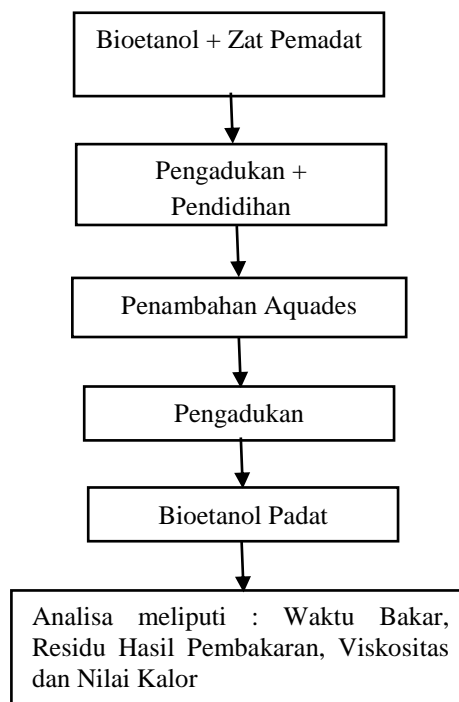 Bioetanol + Zat Pemadat
Pengadukan +
Pendidihan
Penambahan Aquades
Pengadukan
Bioetanol Padat
Analisa meliputi : Waktu Bakar,
Residu Hasil Pembakaran, Viskositas
dan Nilai Kalor